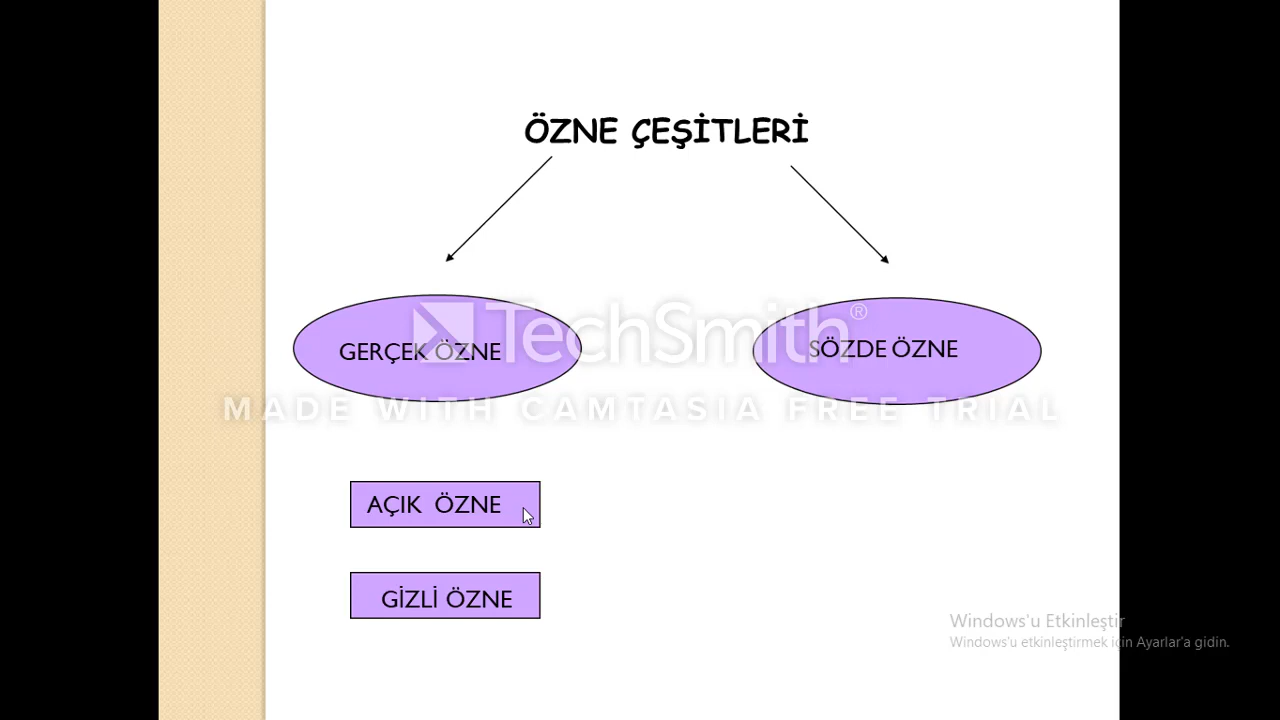 ÖZNE ÇEŞİTLERİ
GERÇEK ÖZNE
SÖZDE ÖZNE
TechSmith®
MADE WITH CAMTASIA FREE TRIAL
AÇIK ÖZNE
GİZLİ ÖZNE
Windows'u Etkinleştir
Windows'u etkinleştirmek için Ayarlar'a gidin.